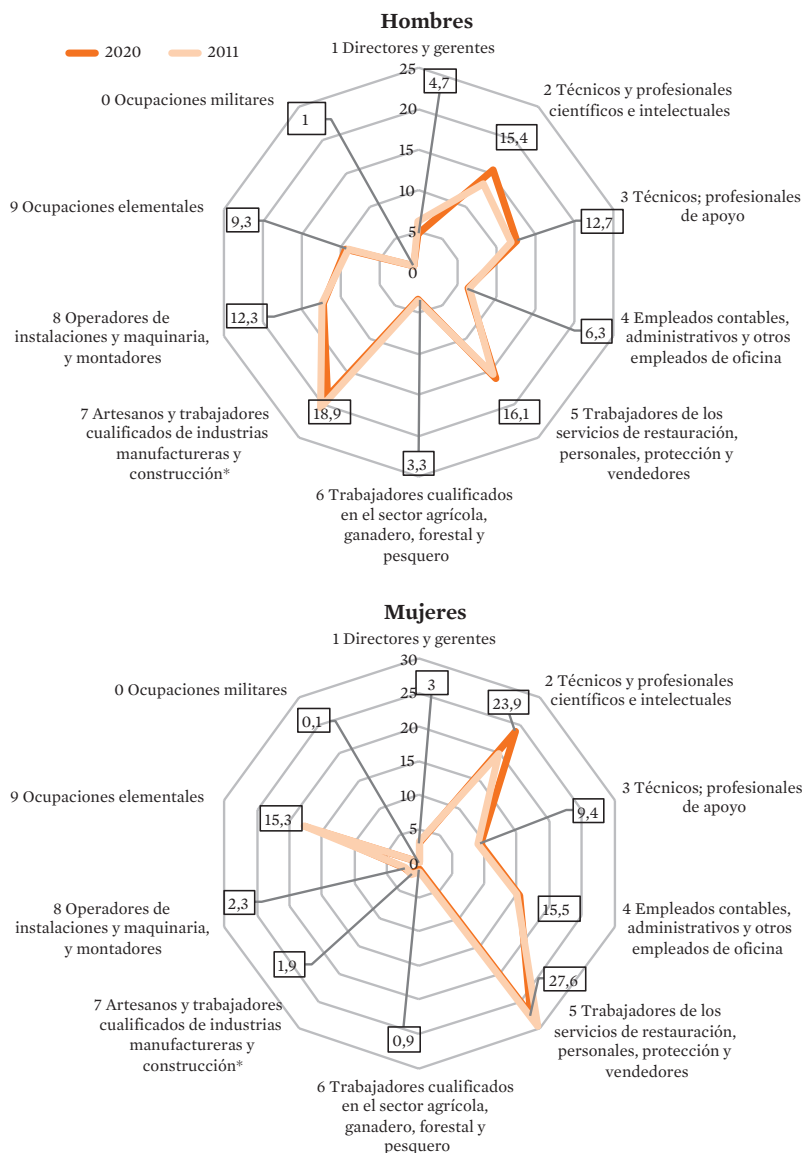 Hombres
2020
2011
1 Directores y gerentes
25
20
15
10
5
0
4,7
2 Técnicos y profesionales
científicos e intelectuales
15,4
3 Técnicos; profesionales
de apoyo
12,7
4 Empleados contables,
administrativos y otros
empleados de oficina
6,3
5 Trabajadores de los
servicios de restauración,
personales, protección y
vendedores
16,1
6 Trabajadores cualificados
en el sector agrícola,
ganadero, forestal y
pesquero
3,3
7 Artesanos y trabajadores
cualificados de industrias
manufactureras y
construcción*
18,9
8 Operadores de
instalaciones y maquinaria,
y montadores
12,3
9 Ocupaciones elementales
9,3
0 Ocupaciones militares
1
Mujeres
1 Directores y gerentes
30
25
20
15
10
5
0
3
2 Técnicos y profesionales
científicos e intelectuales
23,9
3 Técnicos; profesionales
de apoyo
9,4
4 Empleados contables,
administrativos y otros
empleados de oficina
15,5
5 Trabajadores de los
servicios de restauración,
personales, protección y
vendedores
27,6
6 Trabajadores cualificados
en el sector agrícola,
ganadero, forestal y
pesquero
0,9
7 Artesanos y trabajadores
cualificados de industrias
manufactureras y
construcción*
1,9
8 Operadores de
instalaciones y maquinaria,
y montadores
2,3
9 Ocupaciones elementales
15,3
0 Ocupaciones militares
0,1